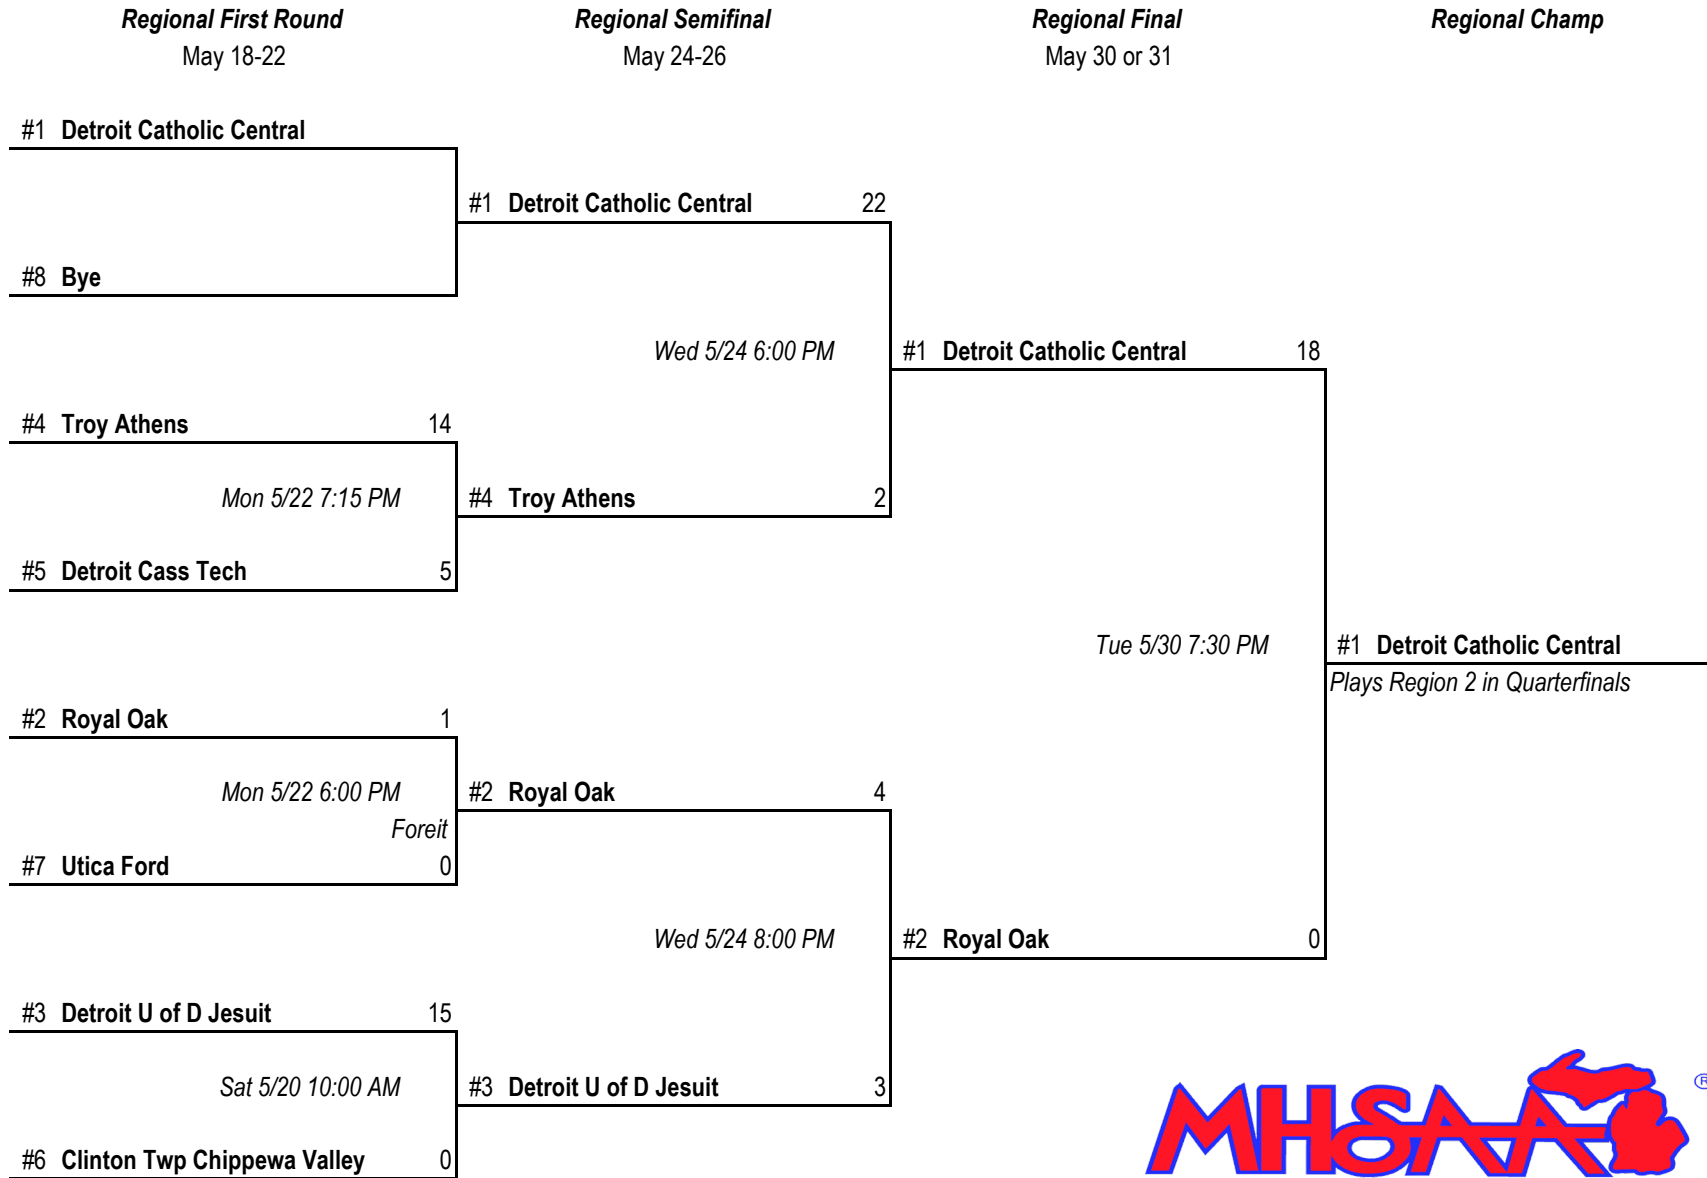 Regional First Round Regional Semifinal Regional Final Regional Champ
May 18-22 May 24-26 May 30 or 31
#1 Detroit Catholic Central
#1 Detroit Catholic Central 22
#8 Bye
Wed 5/24 6:00 PM #1 Detroit Catholic Central 18
#4 Troy Athens 14
Mon 5/22 7:15 PM #4 Troy Athens 2
#5 Detroit Cass Tech 5
Tue 5/30 7:30 PM #1 Detroit Catholic Central
Plays Region 2 in Quarterfinals
#2 Royal Oak 1
Mon 5/22 6:00 PM #2 Royal Oak 4
Foreit
#7 Utica Ford 0
Wed 5/24 8:00 PM #2 Royal Oak 0
#3 Detroit U of D Jesuit 15
Sat 5/20 10:00 AM #3 Detroit U of D Jesuit 3
#6 Clinton Twp Chippewa Valley 0
MHSAA ®